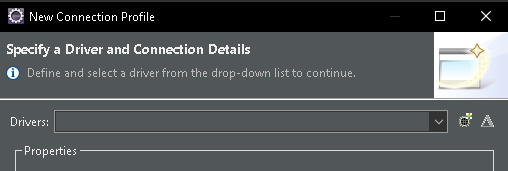 New Connection Profile
Specify a Driver and Connection Details
Define and select a driver from the drop-down list to continue.
Drivers:
Properties